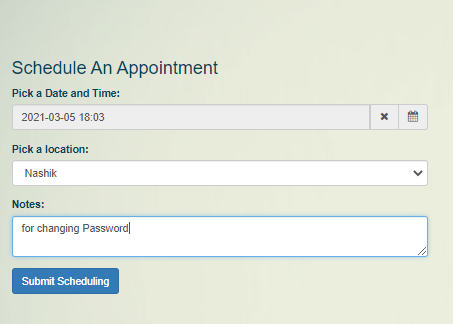 Schedule An Appointment
Pick a Date and Time:
2021-03-05 18:03
Pick a location:
Nashik
Notes:
for changing Password
Submit Scheduling